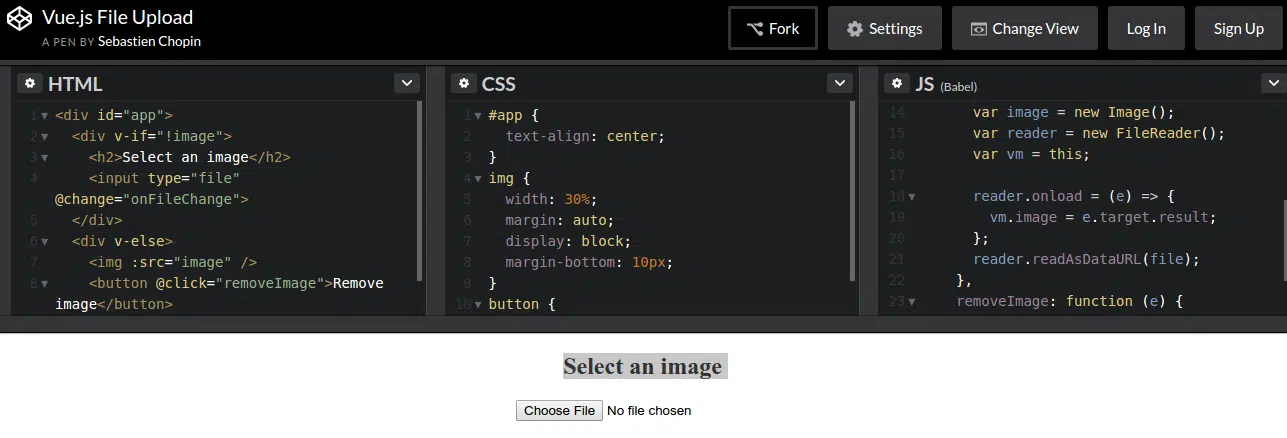 Vue.js File Upload
A PEN BY Sebastien Chopin
Fork
Settings
Change View
Log In
Sign Up
HTML
1 <div id="app">
2 <div v-if="!image">
3 <h2>Select an image</h2>
4 <input type="file"
@change="onFileChange">
5 </div>
6 <div v-else>
7 <img :src="image" />
8 <button @click="removeImage">Remove
image</button>
CSS
1 #app {
2 text-align: center;
3 }
4 img {
5 width: 30%;
6 margin: auto;
7 display: block;
8 margin-bottom: 10px;
9 }
10 button {
JS (Babel)
14 var image = new Image();
15 var reader = new FileReader();
16 var vm = this;
17
18 reader.onload = (e) => {
19 vm.image = e.target.result;
20 };
21 reader.readAsDataURL(file);
22 },
23 removeImage: function (e) {
Select an image
Choose File No file chosen